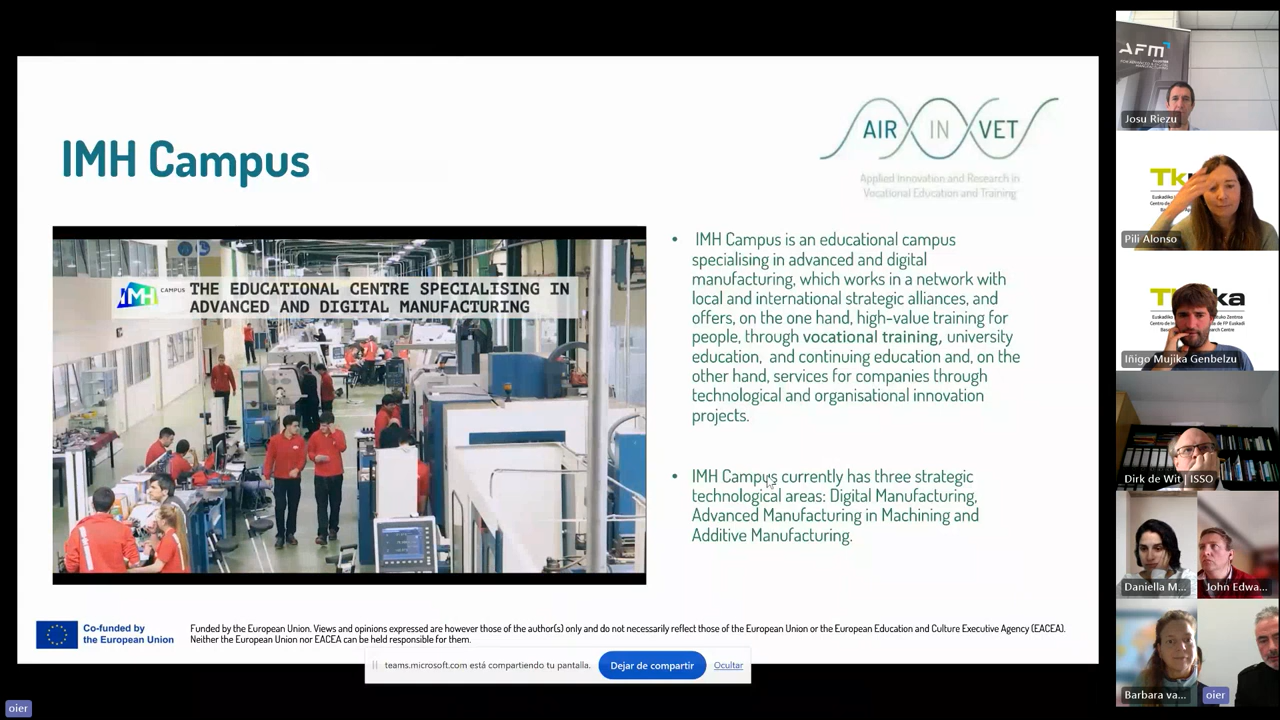 IMH Campus
AIR IN VET
Applied Innovation and Research in
Vocational Education and Training
IMH CAMPUS THE EDUCATIONAL CENTRE SPECIALISING IN
ADVANCED AND DIGITAL MANUFACTURING
• IMH Campus is an educational campus
specialising in advanced and digital
manufacturing, which works in a network with
local and international strategic alliances, and
offers, on the one hand, high-value training for
people, through vocational training, university
education, and continuing education and, on the
other hand, services for companies through
technological and organisational innovation
projects.
• IMH Campus currently has three strategic
technological areas: Digital Manufacturing,
Advanced Manufacturing in Machining and
Additive Manufacturing.
Co-funded by
the European Union
Funded by the European Union. Views and opinions expressed are however those of the author(s) only and do not necessarily reflect those of the European Union or the European Education and Culture Executive Agency (EACEA).
Neither the European Union nor EACEA can be held responsible for them.
teams.microsoft.com está compartiendo tu pantalla. Dejar de compartir Ocultar
oier
AFM
CLUSTER
Josu Riezu
Pili Alonso
Iñigo Mujika Genbelzu
Dirk de Wit | ISSO
Daniella M... John Edwa...
Barbara va... oier